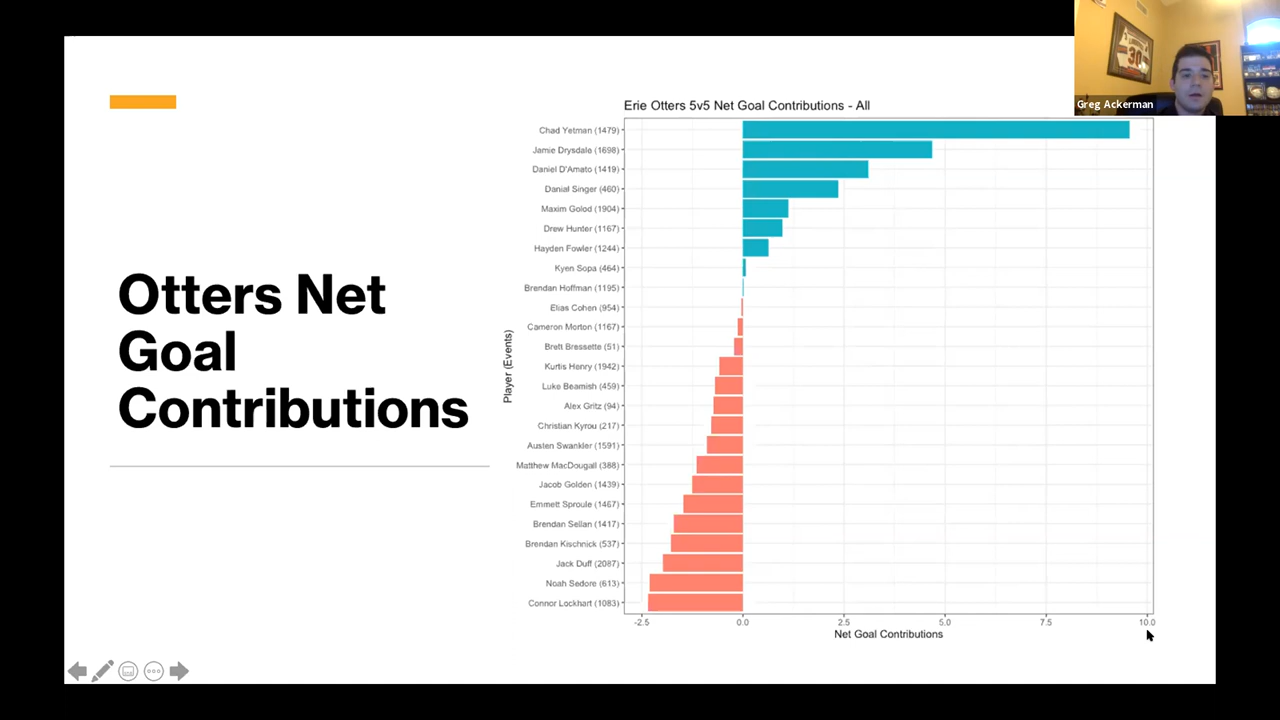 Greg Ackerman
Otters Net
Goal
Contributions
Erie Otters 5v5 Net Goal Contributions - All
Player (Events)
Chad Yetman (1479)
Jamie Drysdale (1698)
Daniel D'Amato (1419)
Danial Singer (460)
Maxim Golod (1904)
Drew Hunter (1167)
Hayden Fowler (1244)
Kyen Sopa (464)
Brendan Hoffman (1195)
Elias Cohen (954)
Cameron Morton (1167)
Brett Bressette (51)
Kurtis Henry (1942)
Luke Beamish (459)
Alex Gritz (94)
Christian Kyrou (217)
Austen Swankler (1591)
Matthew MacDougall (388)
Jacob Golden (1439)
Emmett Sproule (1467)
Brendan Sellan (1417)
Brendan Kischnick (537)
Jack Duff (2087)
Noah Sedore (613)
Connor Lockhart (1083)
-2.5 0.0 2.5 5.0 7.5 10.0
Net Goal Contributions